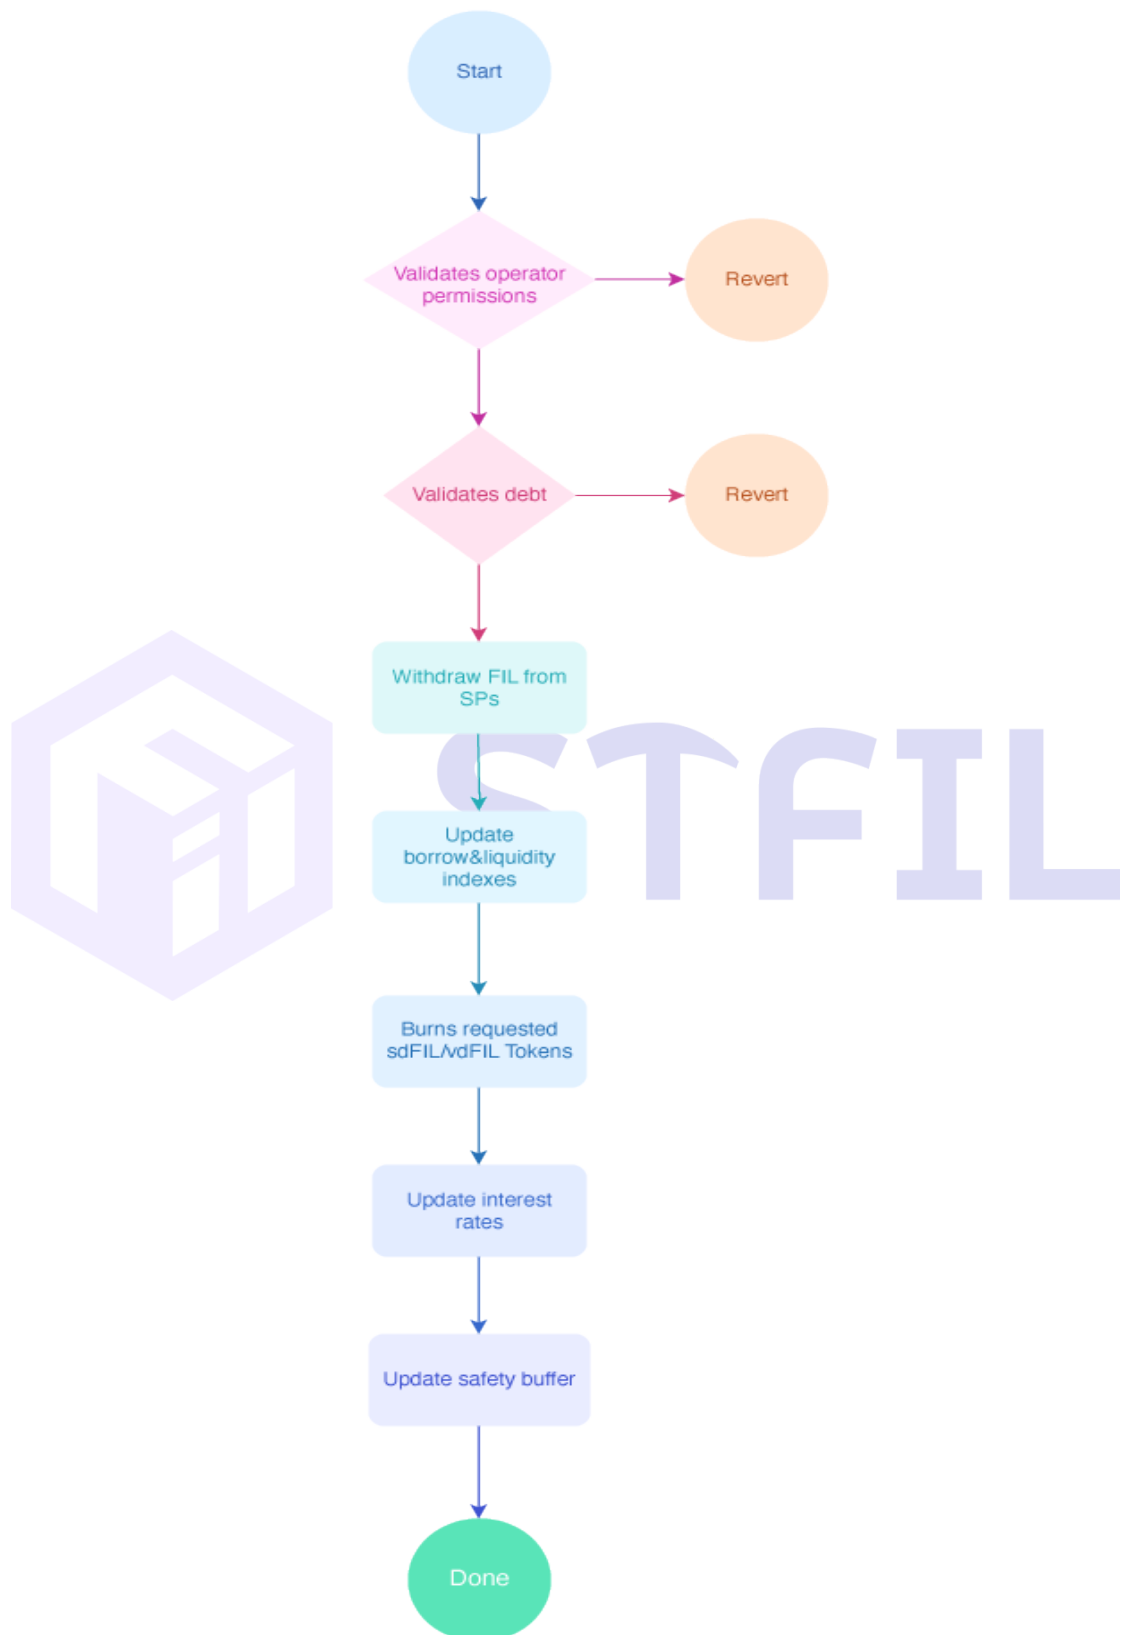 Start
Validates operator
permissions
Revert
Validates debt
Revert
Withdraw FIL from
SPs
STFIL
Update
borrow&liquidity
indexes
Burns requested
sdFIL/vdFIL Tokens
Update interest
rates
Update safety buffer
Done